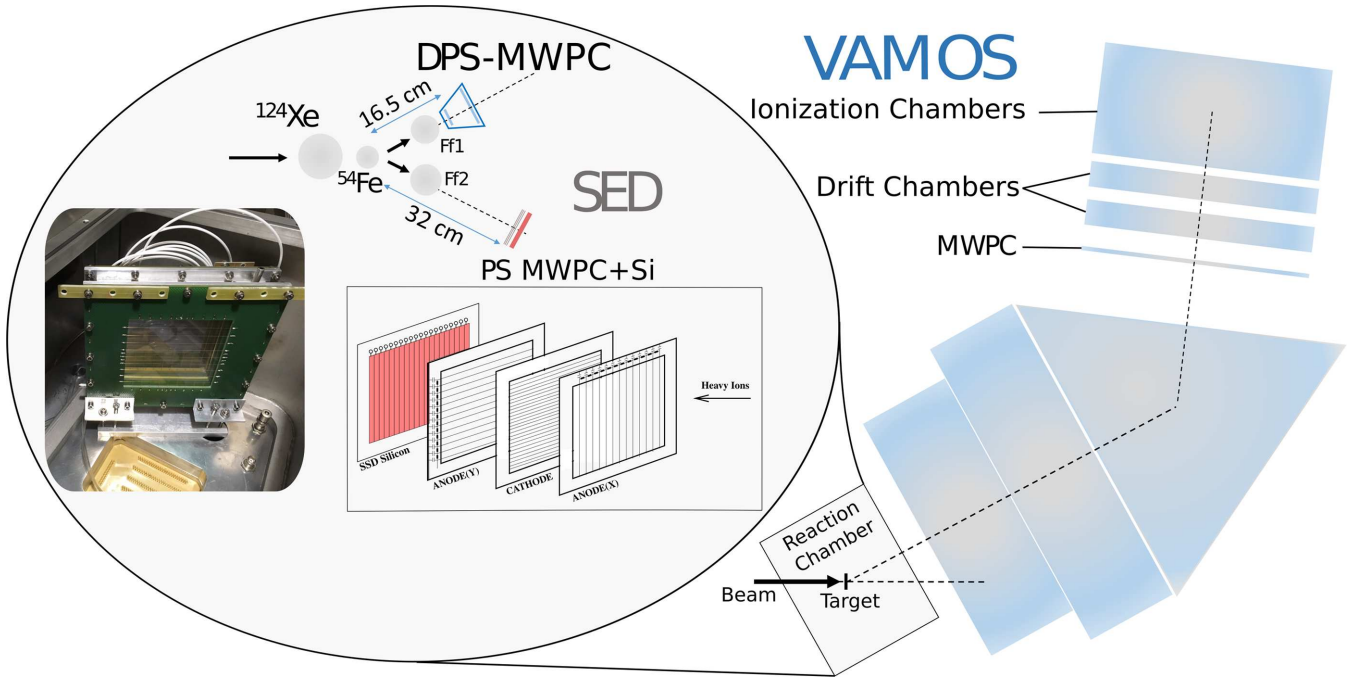 DPS-MWPC
124Xe
16.5 cm
Ff1
54Fe
Ff2
32 cm
SED
PS MWPC+Si
SSD Silicon
ANODE(Y)
CATHODE
ANODE(X)
Heavy Ions
VAMOS
Ionization Chambers
Drift Chambers
MWPC
Reaction
Chamber
Beam
Target